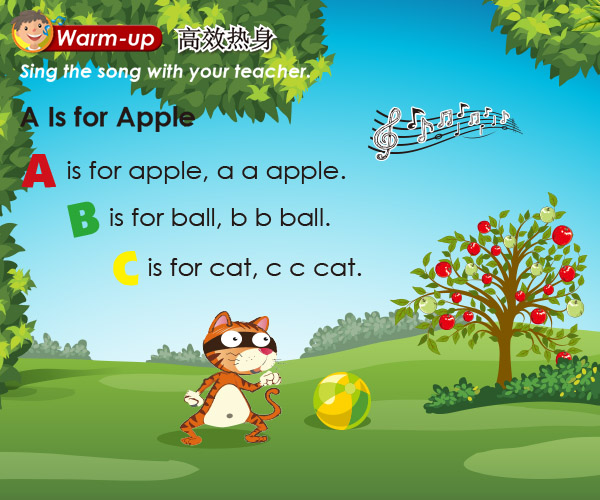 Warm-up 高效热身
Sing the song with your teacher.
A Is for Apple
A is for apple, a a apple.
B is for ball, b b ball.
C is for cat, c c cat.